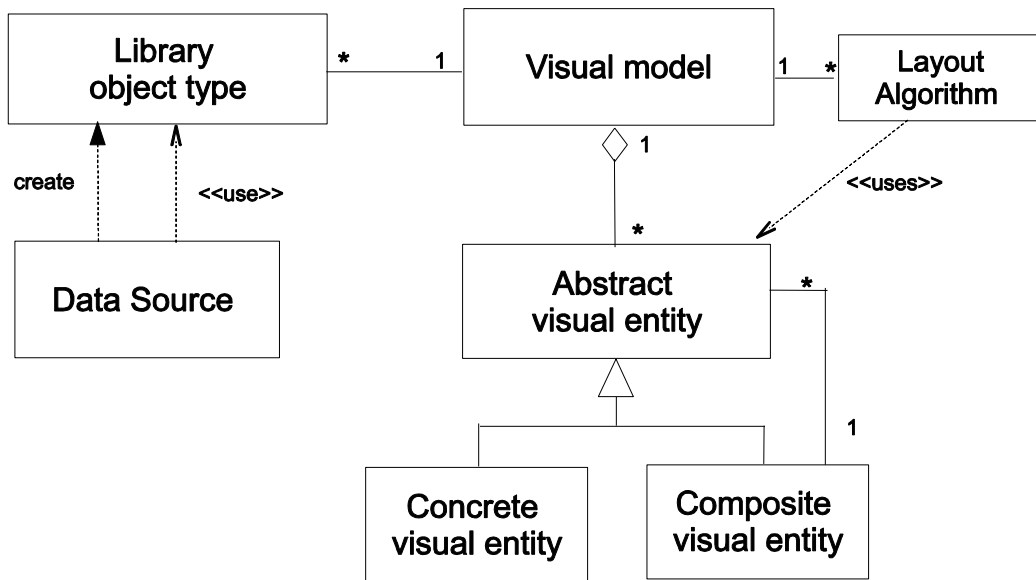 Library
object type
*
1
Visual model
1
*
Layout
Algorithm
create
<<use>>
1
<<uses>>
*
Data Source
Abstract
visual entity
*
1
Concrete
visual entity
Composite
visual entity